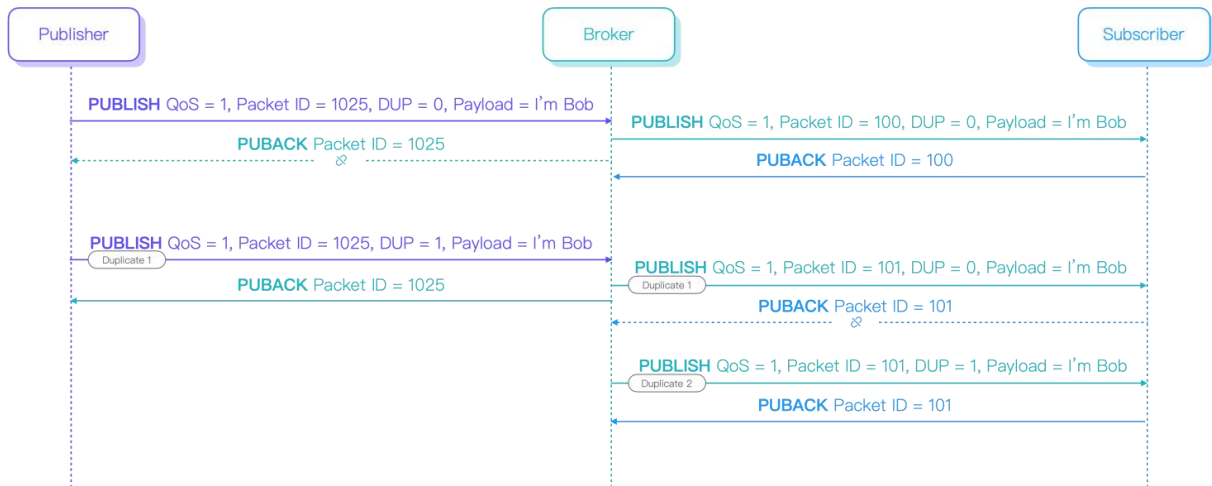 Publisher
Broker
Subscriber
PUBLISH QoS = 1, Packet ID = 1025, DUP = 0, Payload = I’m Bob
PUBLISH QoS = 1, Packet ID = 100, DUP = 0, Payload = I’m Bob
PUBACK Packet ID = 1025
PUBACK Packet ID = 100
PUBLISH QoS = 1, Packet ID = 1025, DUP = 1, Payload = I’m Bob
Duplicate 1
PUBLISH QoS = 1, Packet ID = 101, DUP = 0, Payload = I’m Bob
Duplicate 1
PUBACK Packet ID = 1025
PUBACK Packet ID = 101
PUBLISH QoS = 1, Packet ID = 101, DUP = 1, Payload = I’m Bob
Duplicate 2
PUBACK Packet ID = 101